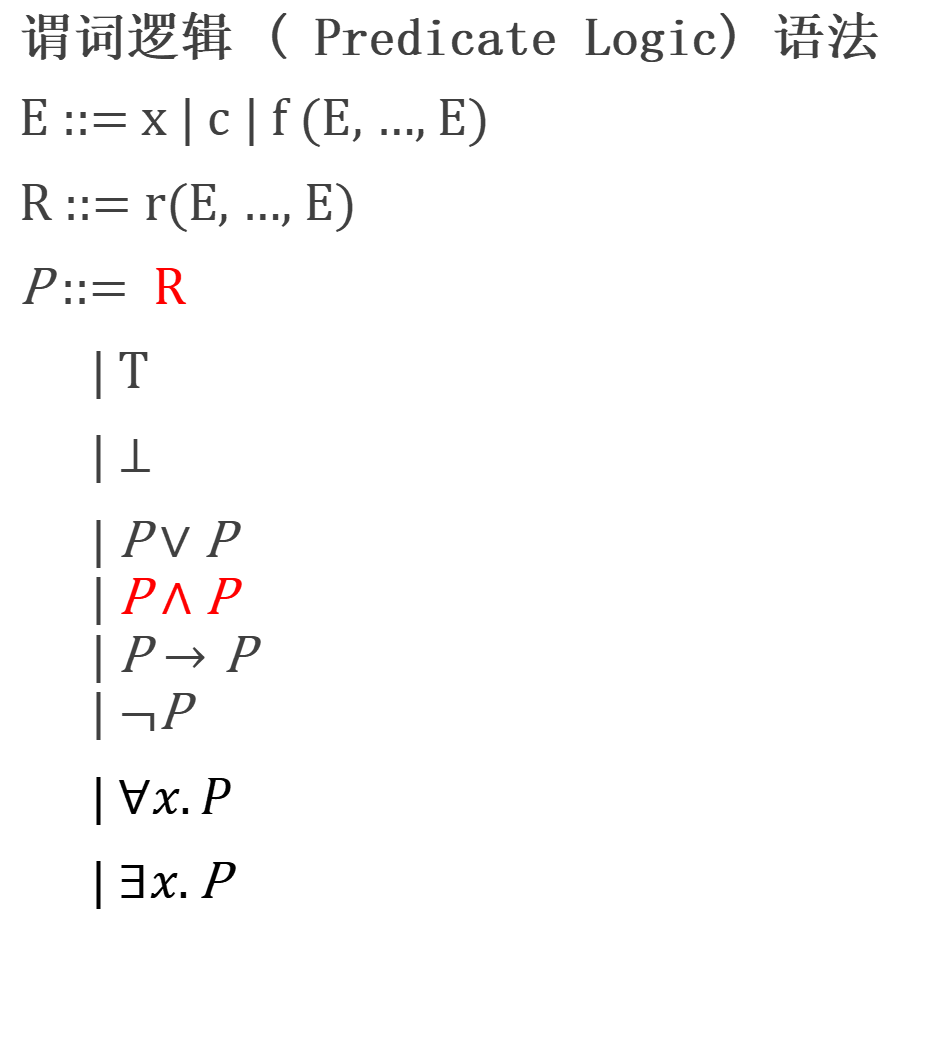 谓词逻辑 ( Predicate Logic) 语法
E ::= x | c | f (E, ..., E)
R ::= r(E, ..., E)
P ::= R
| T
| ⊥
| P ∨ P
| P ∧ P
| P → P
| ¬P
| ∀x. P
| ∃x. P